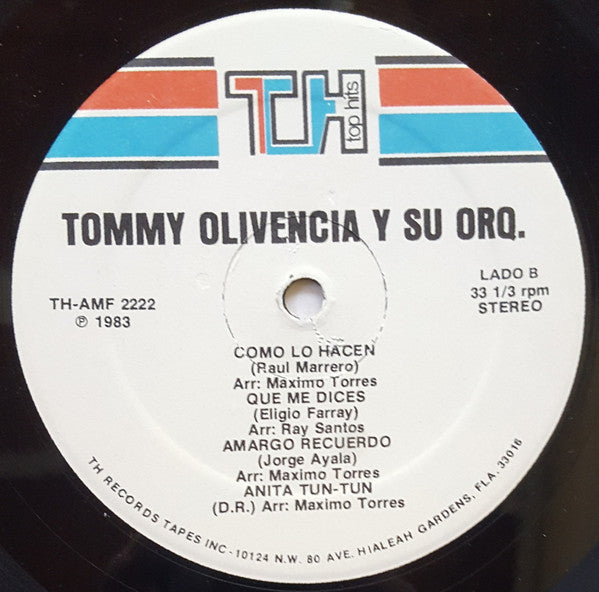 TH
top hits
TOMMY OLIVENCIA Y SU ORQ.
TH-AMF 2222
℗ 1983
LADO B
33 1/3 rpm
STEREO
COMO LO HACEN
(Raul Marrero)
Arr: Maximo Torres
QUE ME DICES
(Eligio Farray)
Arr: Ray Santos
AMARGO RECUERDO
(Jorge Ayala)
Arr: Maximo Torres
ANITA TUN-TUN
(D.R.) Arr: Maximo Torres
TH RECORDS TAPES INC - 10124 N.W. 80 AVE. HIALEAH GARDENS, FLA. 33016